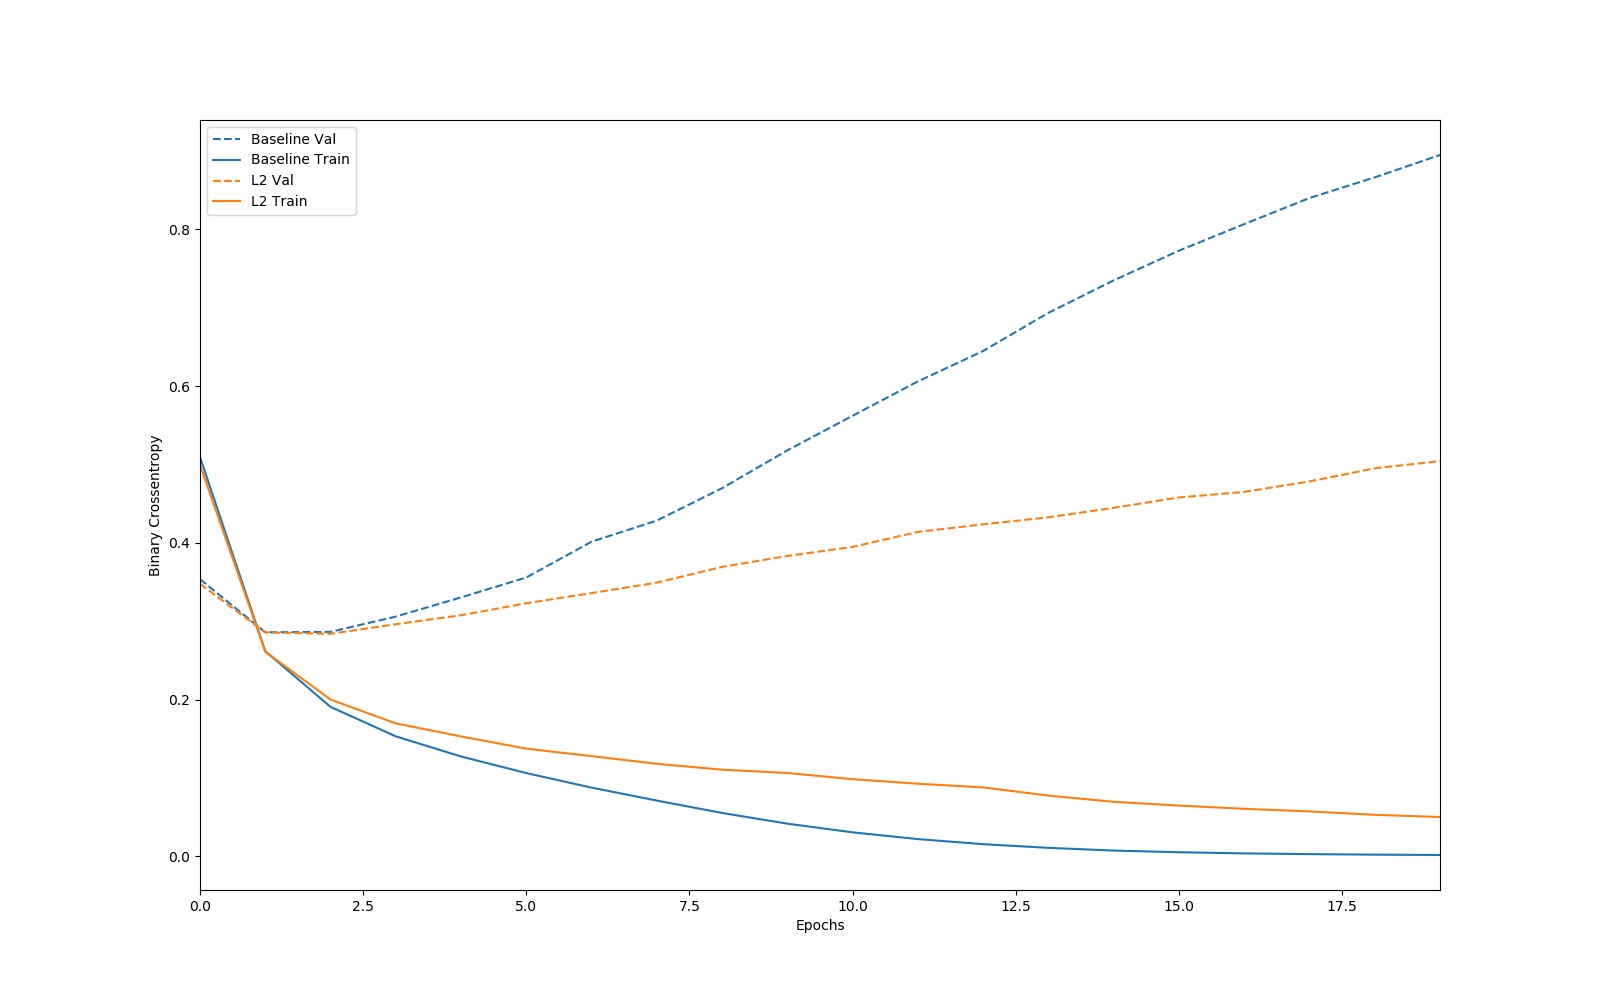 Baseline Val
Baseline Train
L2 Val
L2 Train
0.8
0.6
0.4
0.2
0.0
Binary Crossentropy
0.0 2.5 5.0 7.5 10.0 12.5 15.0 17.5
Epochs